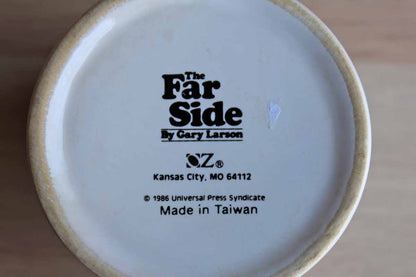 The
Far
Side
By Gary Larson
OZ®
Kansas City, MO 64112
© 1986 Universal Press Syndicate
Made in Taiwan